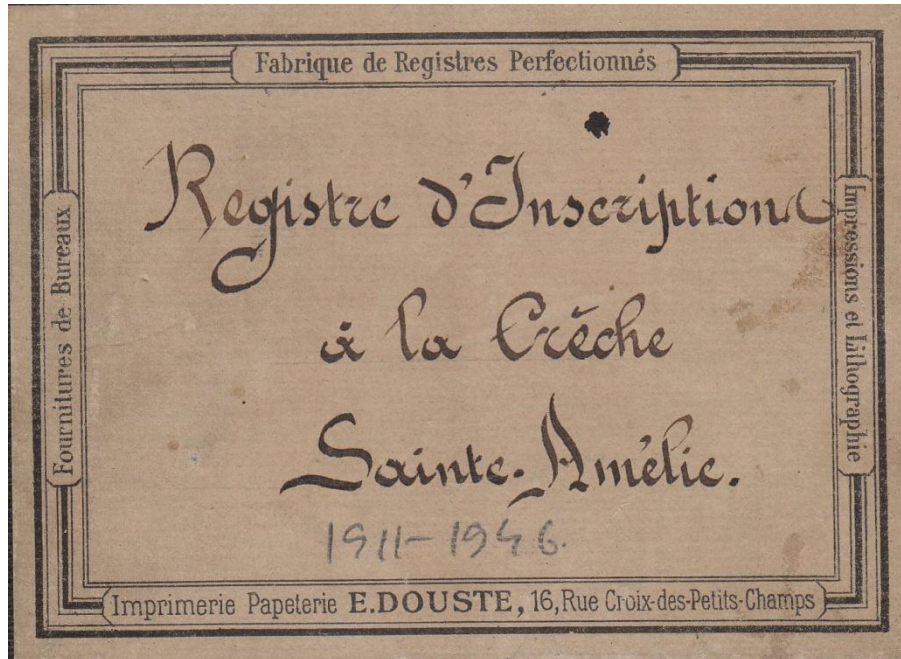 Fabrique de Registres Perfectionnés
Fournitures de Bureaux
Registre d'Inscriptions
à la Crèche
Sainte-Amélie.
1911-1946.
Impressions et Lithographie
Imprimerie Papeterie E.DOUSTE, 16, Rue Croix-des-Petits-Champs